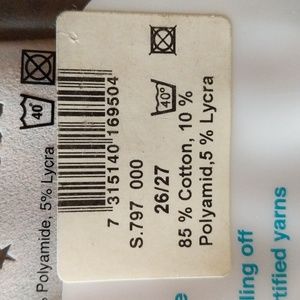 7 315140 169504
S.797 000
26/27
40°
85 % Cotton, 10 %
Polyamid,5 % Lycra
40°
% Polyamide, 5% Lycra
ling off
tified yarns